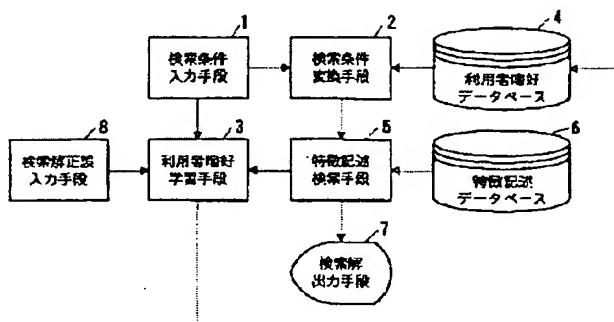 1
検索条件
入力手段
2
検索条件
変換手段
4
利用者嗜好
データベース
8
検索解正誤
入力手段
3
利用者嗜好
学習手段
5
特徴記述
検索手段
6
特徴記述
データベース
7
検索解
出力手段